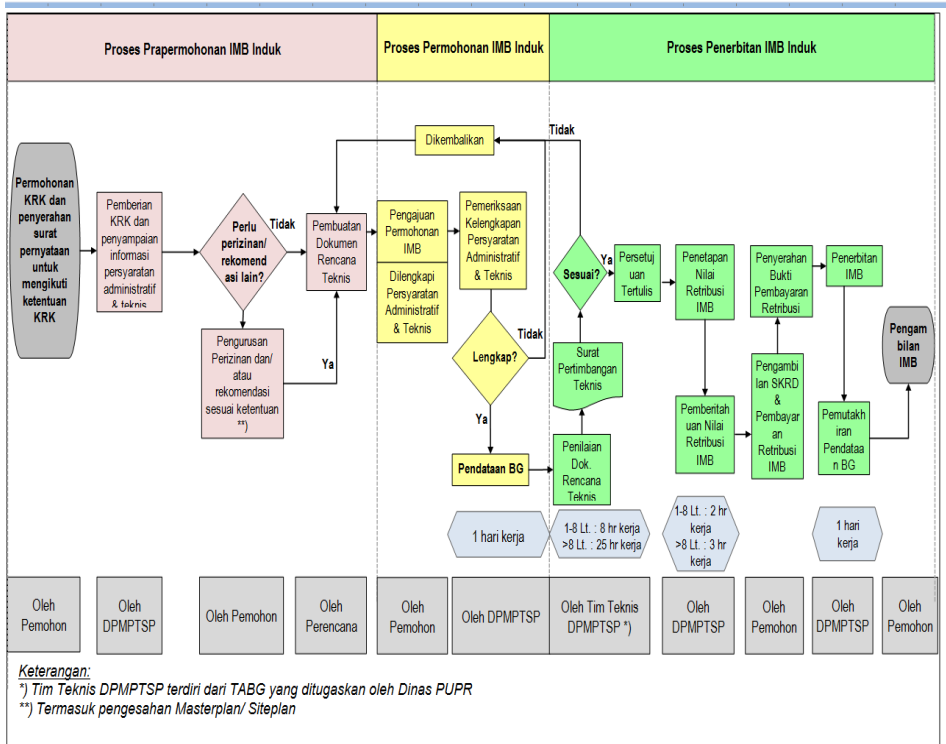 Proses Prapermohonan IMB Induk
Proses Permohonan IMB Induk
Proses Penerbitan IMB Induk
Permohonan
KRK dan
penyerahan
surat
pernyataan
untuk
mengikuti
ketentuan
KRK
Pemberian
KRK dan
penyampaian
informasi
persyaratan
administratif
& teknis
Perlu
perizinan/
rekomend
asi lain?
Tidak
Pengurusan
Perizinan dan/
atau
rekomendasi
sesuai ketentuan
**)
Ya
Pembuatan
Dokumen
Rencana
Teknis
Dikembalikan
Tidak
Pengajuan
Permohonan
IMB
Dilengkapi
Persyaratan
Administratif
& Teknis
Pemeriksaan
Kelengkapan
Persyaratan
Administratif
& Teknis
Tidak
Lengkap?
Ya
Pendataan BG
Sesuai?
Ya
Surat
Pertimbangan
Teknis
Penilaian
Dok.
Rencana
Teknis
Persetuj
uan
Tertulis
Penetapan
Nilai
Retribusi
IMB
Pemberitah
uan Nilai
Retribusi
IMB
Penyerahan
Bukti
Pembayaran
Retribusi
Pengambi
lan SKRD
&
Pembayar
an
Retribusi
IMB
Penerbitan
IMB
Pemutakh
iran
Pendataa
n BG
Pengam
bilan
IMB
1 hari kerja
1-8 Lt. : 8 hr kerja
>8 Lt. : 25 hr kerja
1-8 Lt. : 2 hr
kerja
>8 Lt. : 3 hr
kerja
1 hari
kerja
Oleh
Pemohon
Oleh
DPMPTSP
Oleh Pemohon
Oleh
Perencana
Oleh
Pemohon
Oleh DPMPTSP
Oleh Tim Teknis
DPMPTSP *)
Oleh
DPMPTSP
Oleh
Pemohon
Oleh
DPMPTSP
Oleh
Pemohon
Keterangan:
*) Tim Teknis DPMPTSP terdiri dari TABG yang ditugaskan oleh Dinas PUPR
**) Termasuk pengesahan Masterplan/ Siteplan